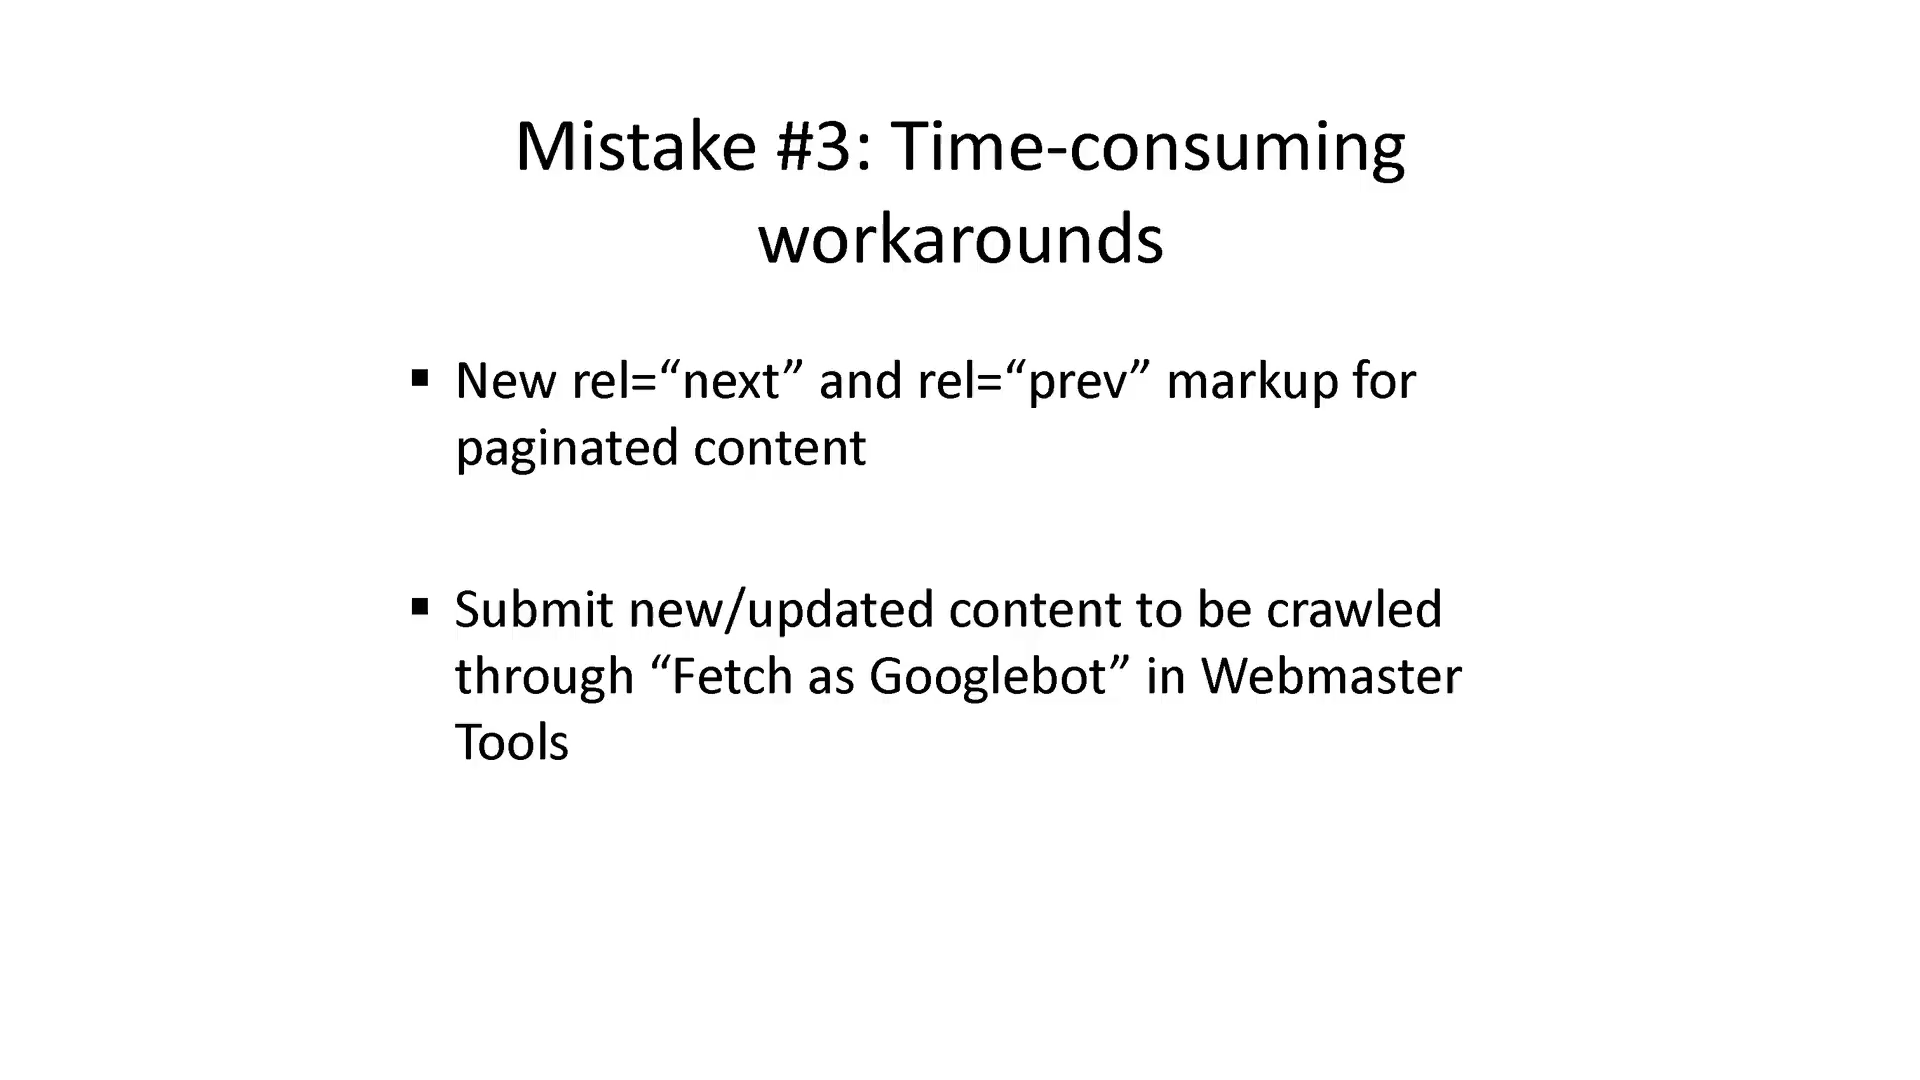 Mistake #3: Time-consuming
workarounds
▪ New rel=“next” and rel=“prev” markup for
paginated content
▪ Submit new/updated content to be crawled
through “Fetch as Googlebot” in Webmaster
Tools